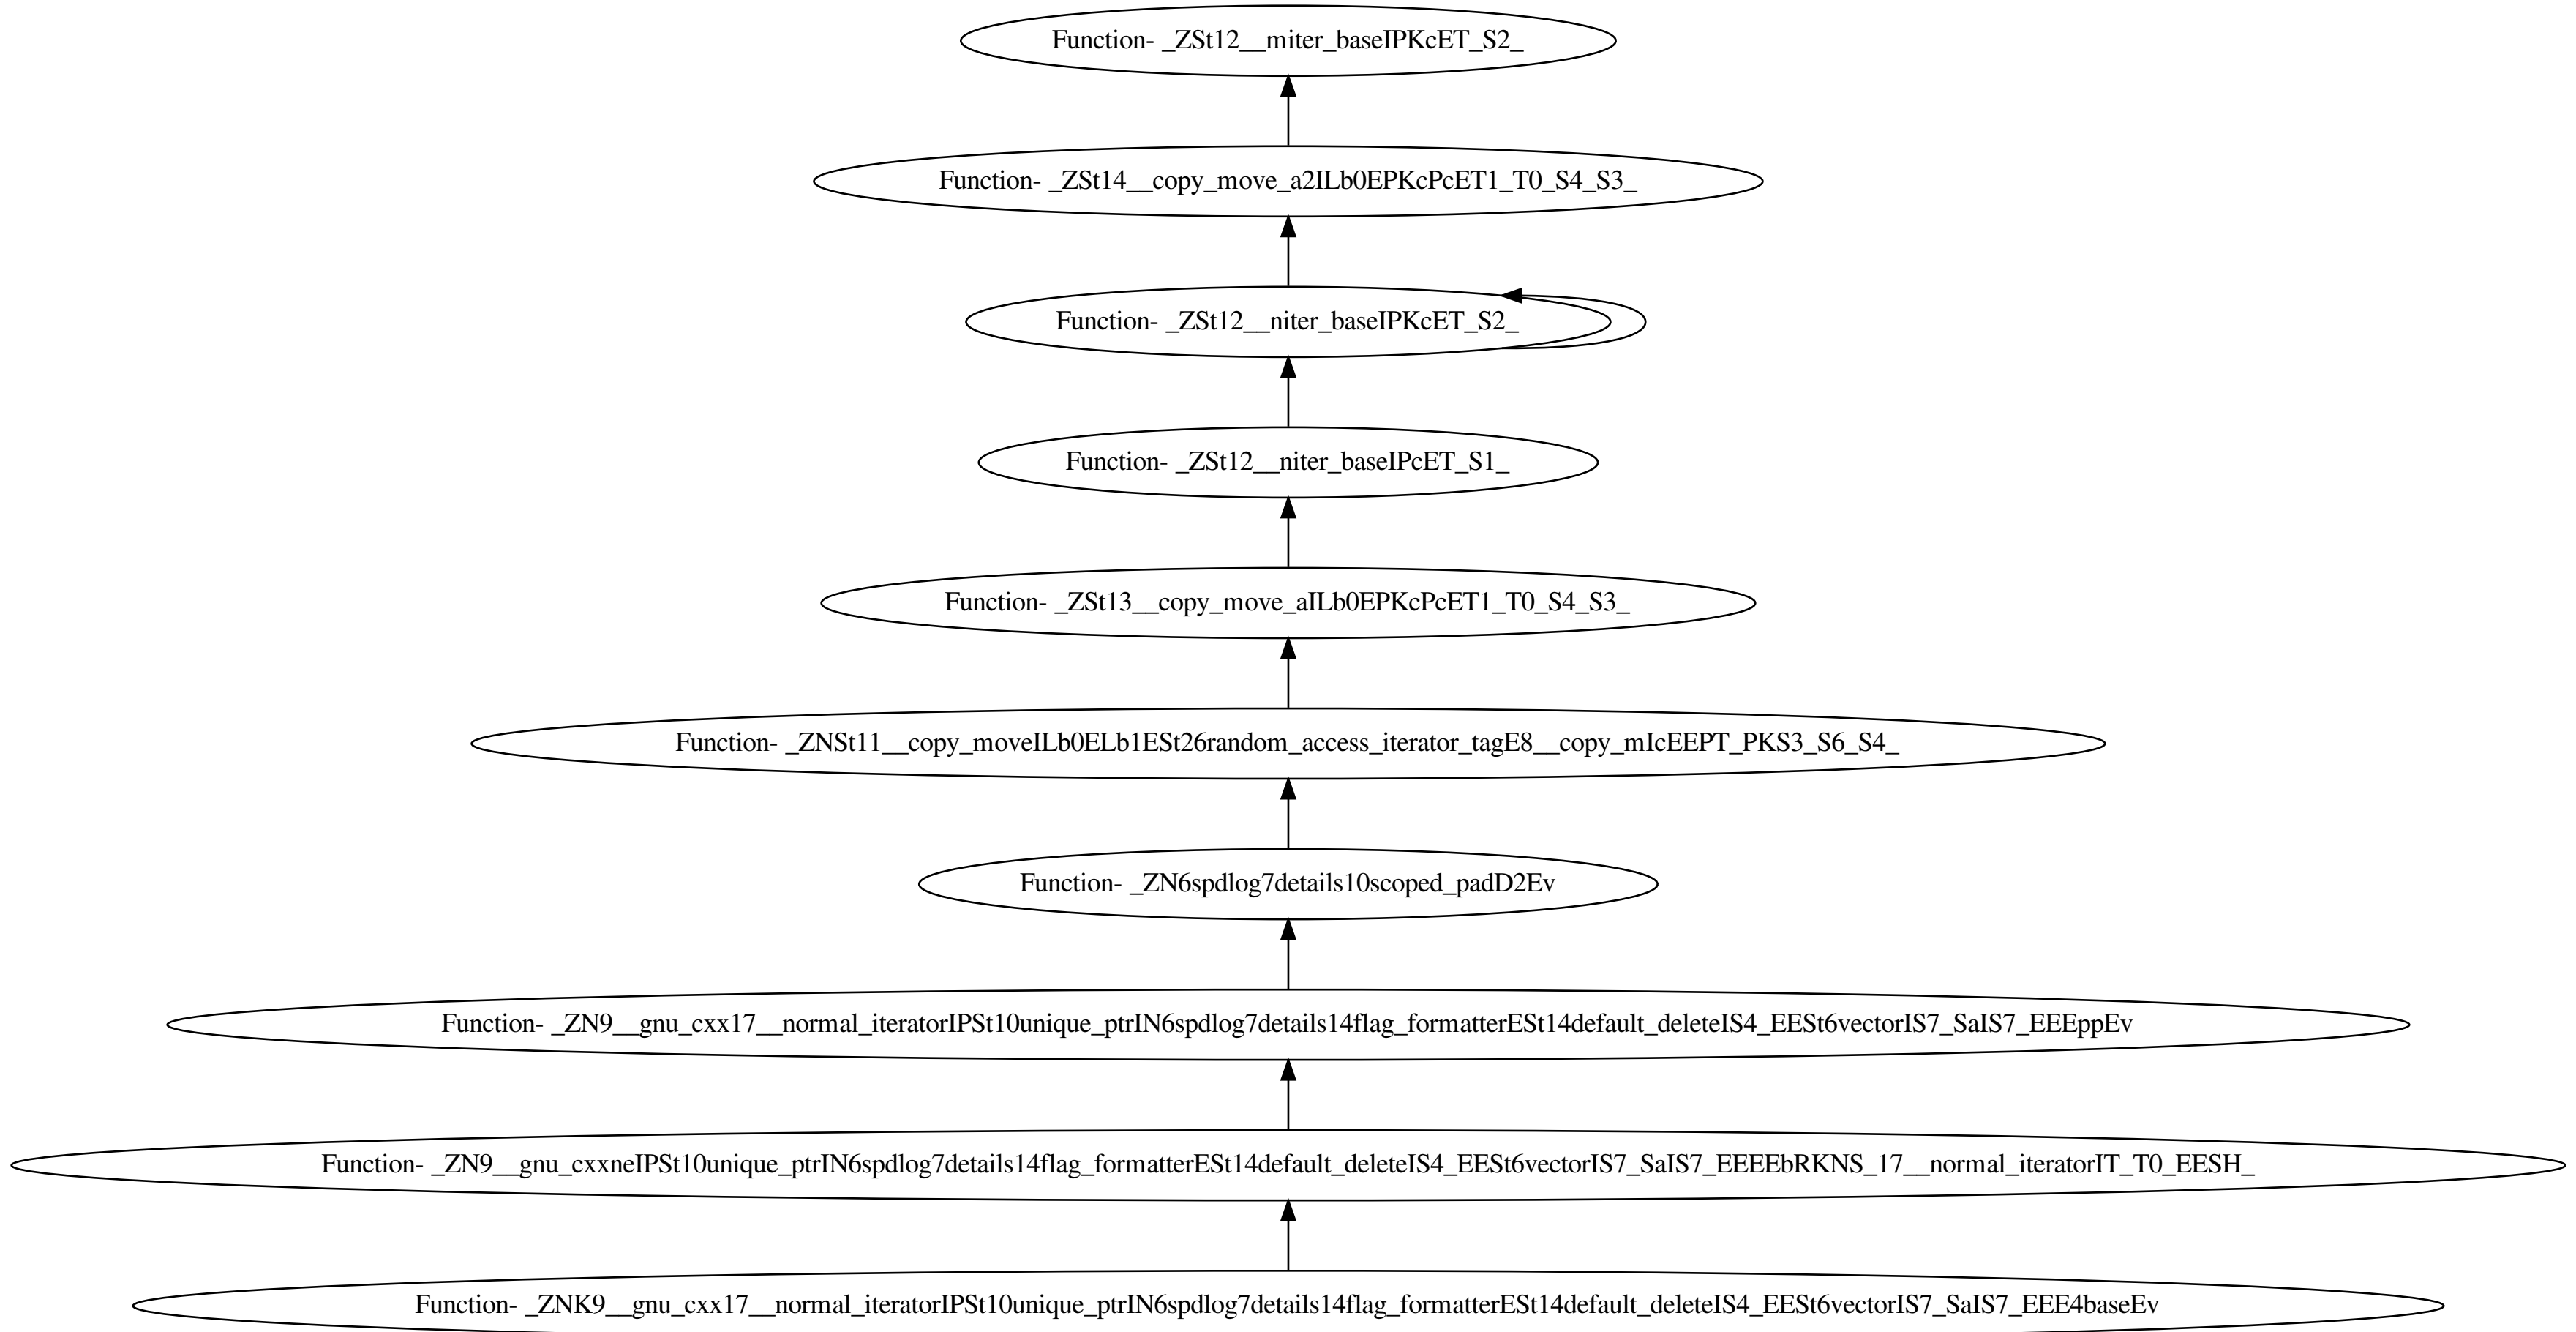 Function- _ZSt12__miter_baseIPKcET_S2_
Function- _ZSt14__copy_move_a2ILb0EPKcPcET1_T0_S4_S3_
Function- _ZSt12__niter_baseIPKcET_S2_
Function- _ZSt12__niter_baseIPcET_S1_
Function- _ZSt13__copy_move_aILb0EPKcPcET1_T0_S4_S3_
Function- _ZNSt11__copy_moveILb0ELb1ESt26random_access_iterator_tagE8__copy_mIcEEPT_PKS3_S6_S4_
Function- _ZN6spdlog7details10scoped_padD2Ev
Function- _ZN9__gnu_cxx17__normal_iteratorIPSt10unique_ptrIN6spdlog7details14flag_formatterESt14default_deleteIS4_EESt6vectorIS7_SaIS7_EEEppEv
Function- _ZN9__gnu_cxxneIPSt10unique_ptrIN6spdlog7details14flag_formatterESt14default_deleteIS4_EESt6vectorIS7_SaIS7_EEEEbRKNS_17__normal_iteratorIT_T0_EESH_
Function- _ZNK9__gnu_cxx17__normal_iteratorIPSt10unique_ptrIN6spdlog7details14flag_formatterESt14default_deleteIS4_EESt6vectorIS7_SaIS7_EEE4baseEv